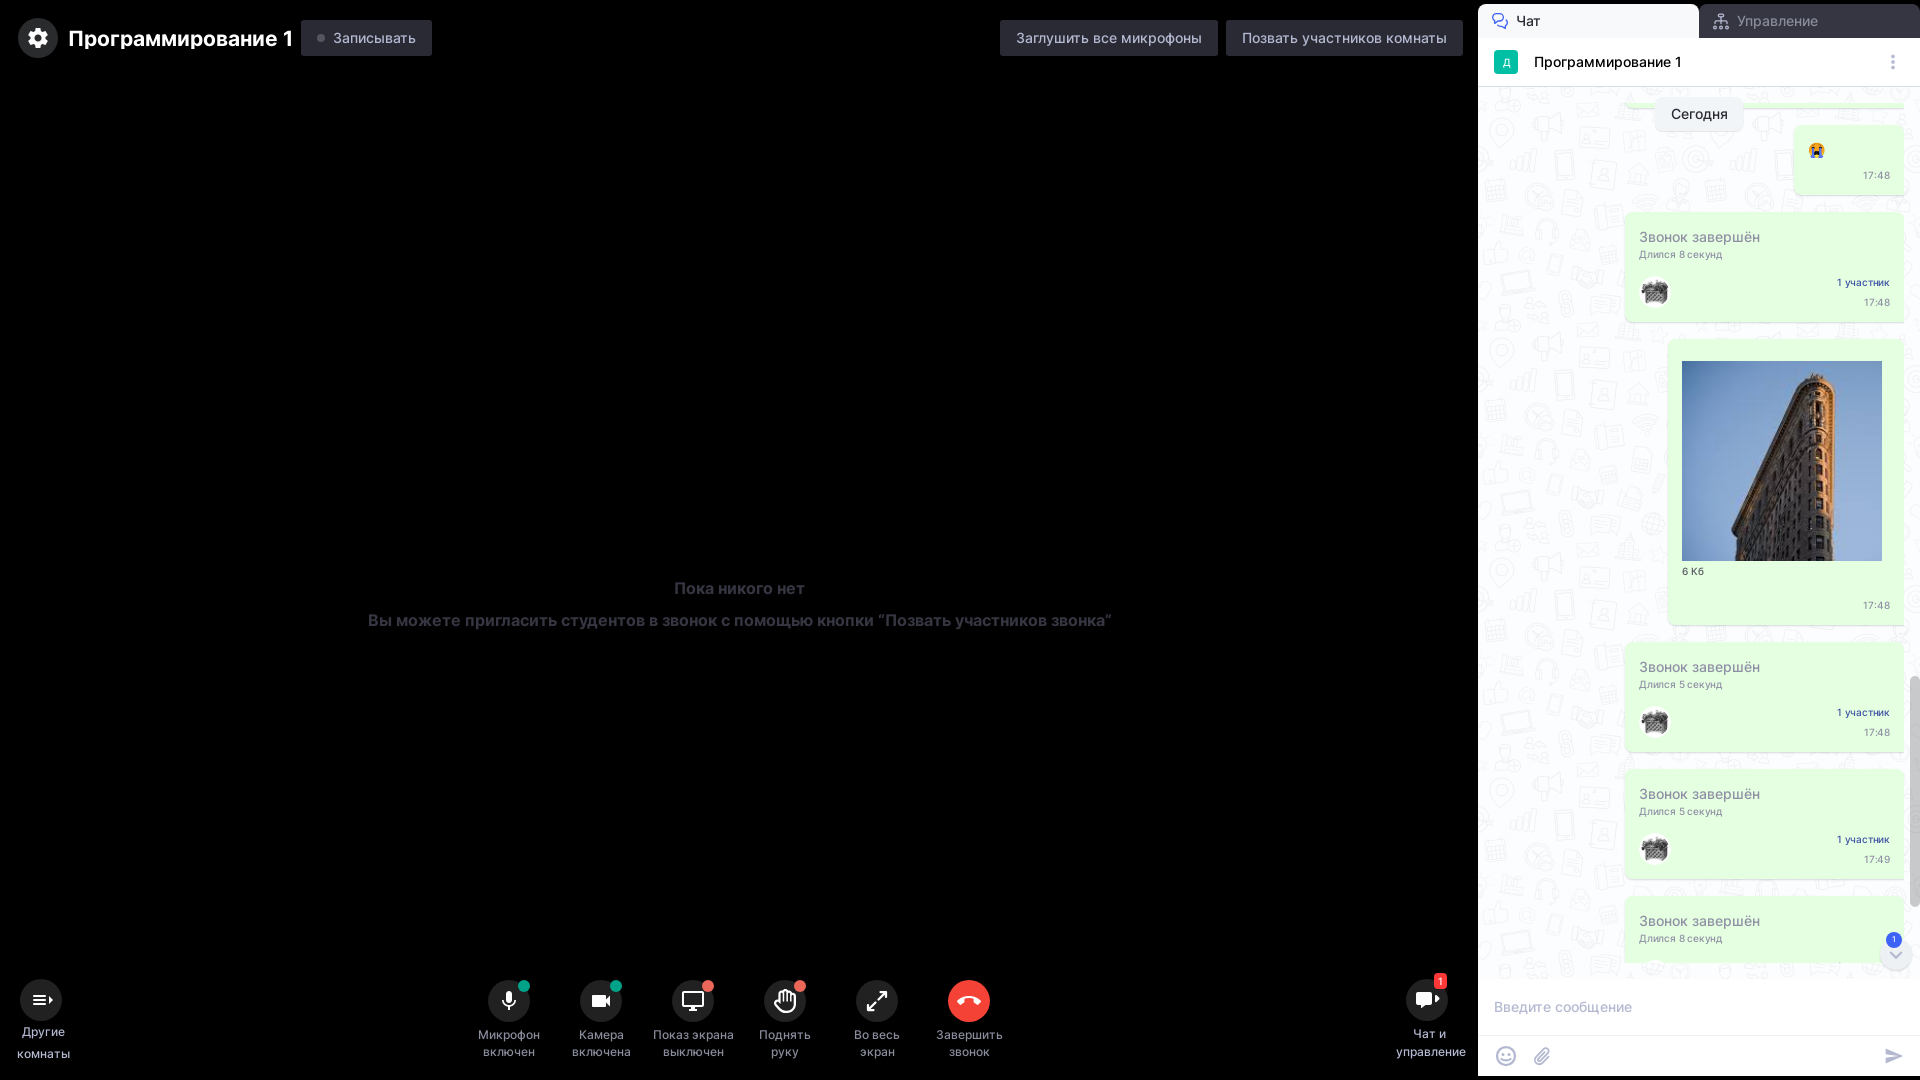 Программирование 1
Записывать
Заглушить все микрофоны
Позвать участников комнаты
Чат
Управление
Д
Программирование 1
Сегодня
17:48
Звонок завершён
Длился 8 секунд
1 участник
17:48
6 Кб
17:48
Звонок завершён
Длился 5 секунд
1 участник
17:48
Звонок завершён
Длился 5 секунд
1 участник
17:49
Звонок завершён
Длился 8 секунд
1
Пока никого нет
Вы можете пригласить студентов в звонок с помощью кнопки “Позвать участников звонка”
Другие
комнаты
Микрофон
включен
Камера
включена
Показ экрана
выключен
Поднять
руку
Во весь
экран
Завершить
звонок
1
Чат и
управление
Введите сообщение